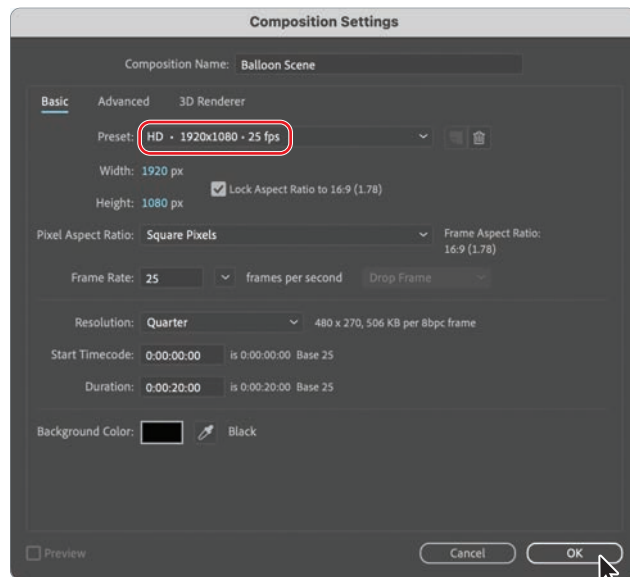 Composition Settings
Composition Name: Balloon Scene
Basic Advanced 3D Renderer
Preset: HD • 1920x1080 • 25 fps
Width: 1920 px
Lock Aspect Ratio to 16:9 (1.78)
Height: 1080 px
Pixel Aspect Ratio: Square Pixels
Frame Aspect Ratio:
16:9 (1.78)
Frame Rate: 25 frames per second Drop Frame
Resolution: Quarter 480 x 270, 506 KB per 8bpc frame
Start Timecode: 0:00:00:00 is 0:00:00:00 Base 25
Duration: 0:00:20:00 is 0:00:20:00 Base 25
Background Color: Black
Preview Cancel OK